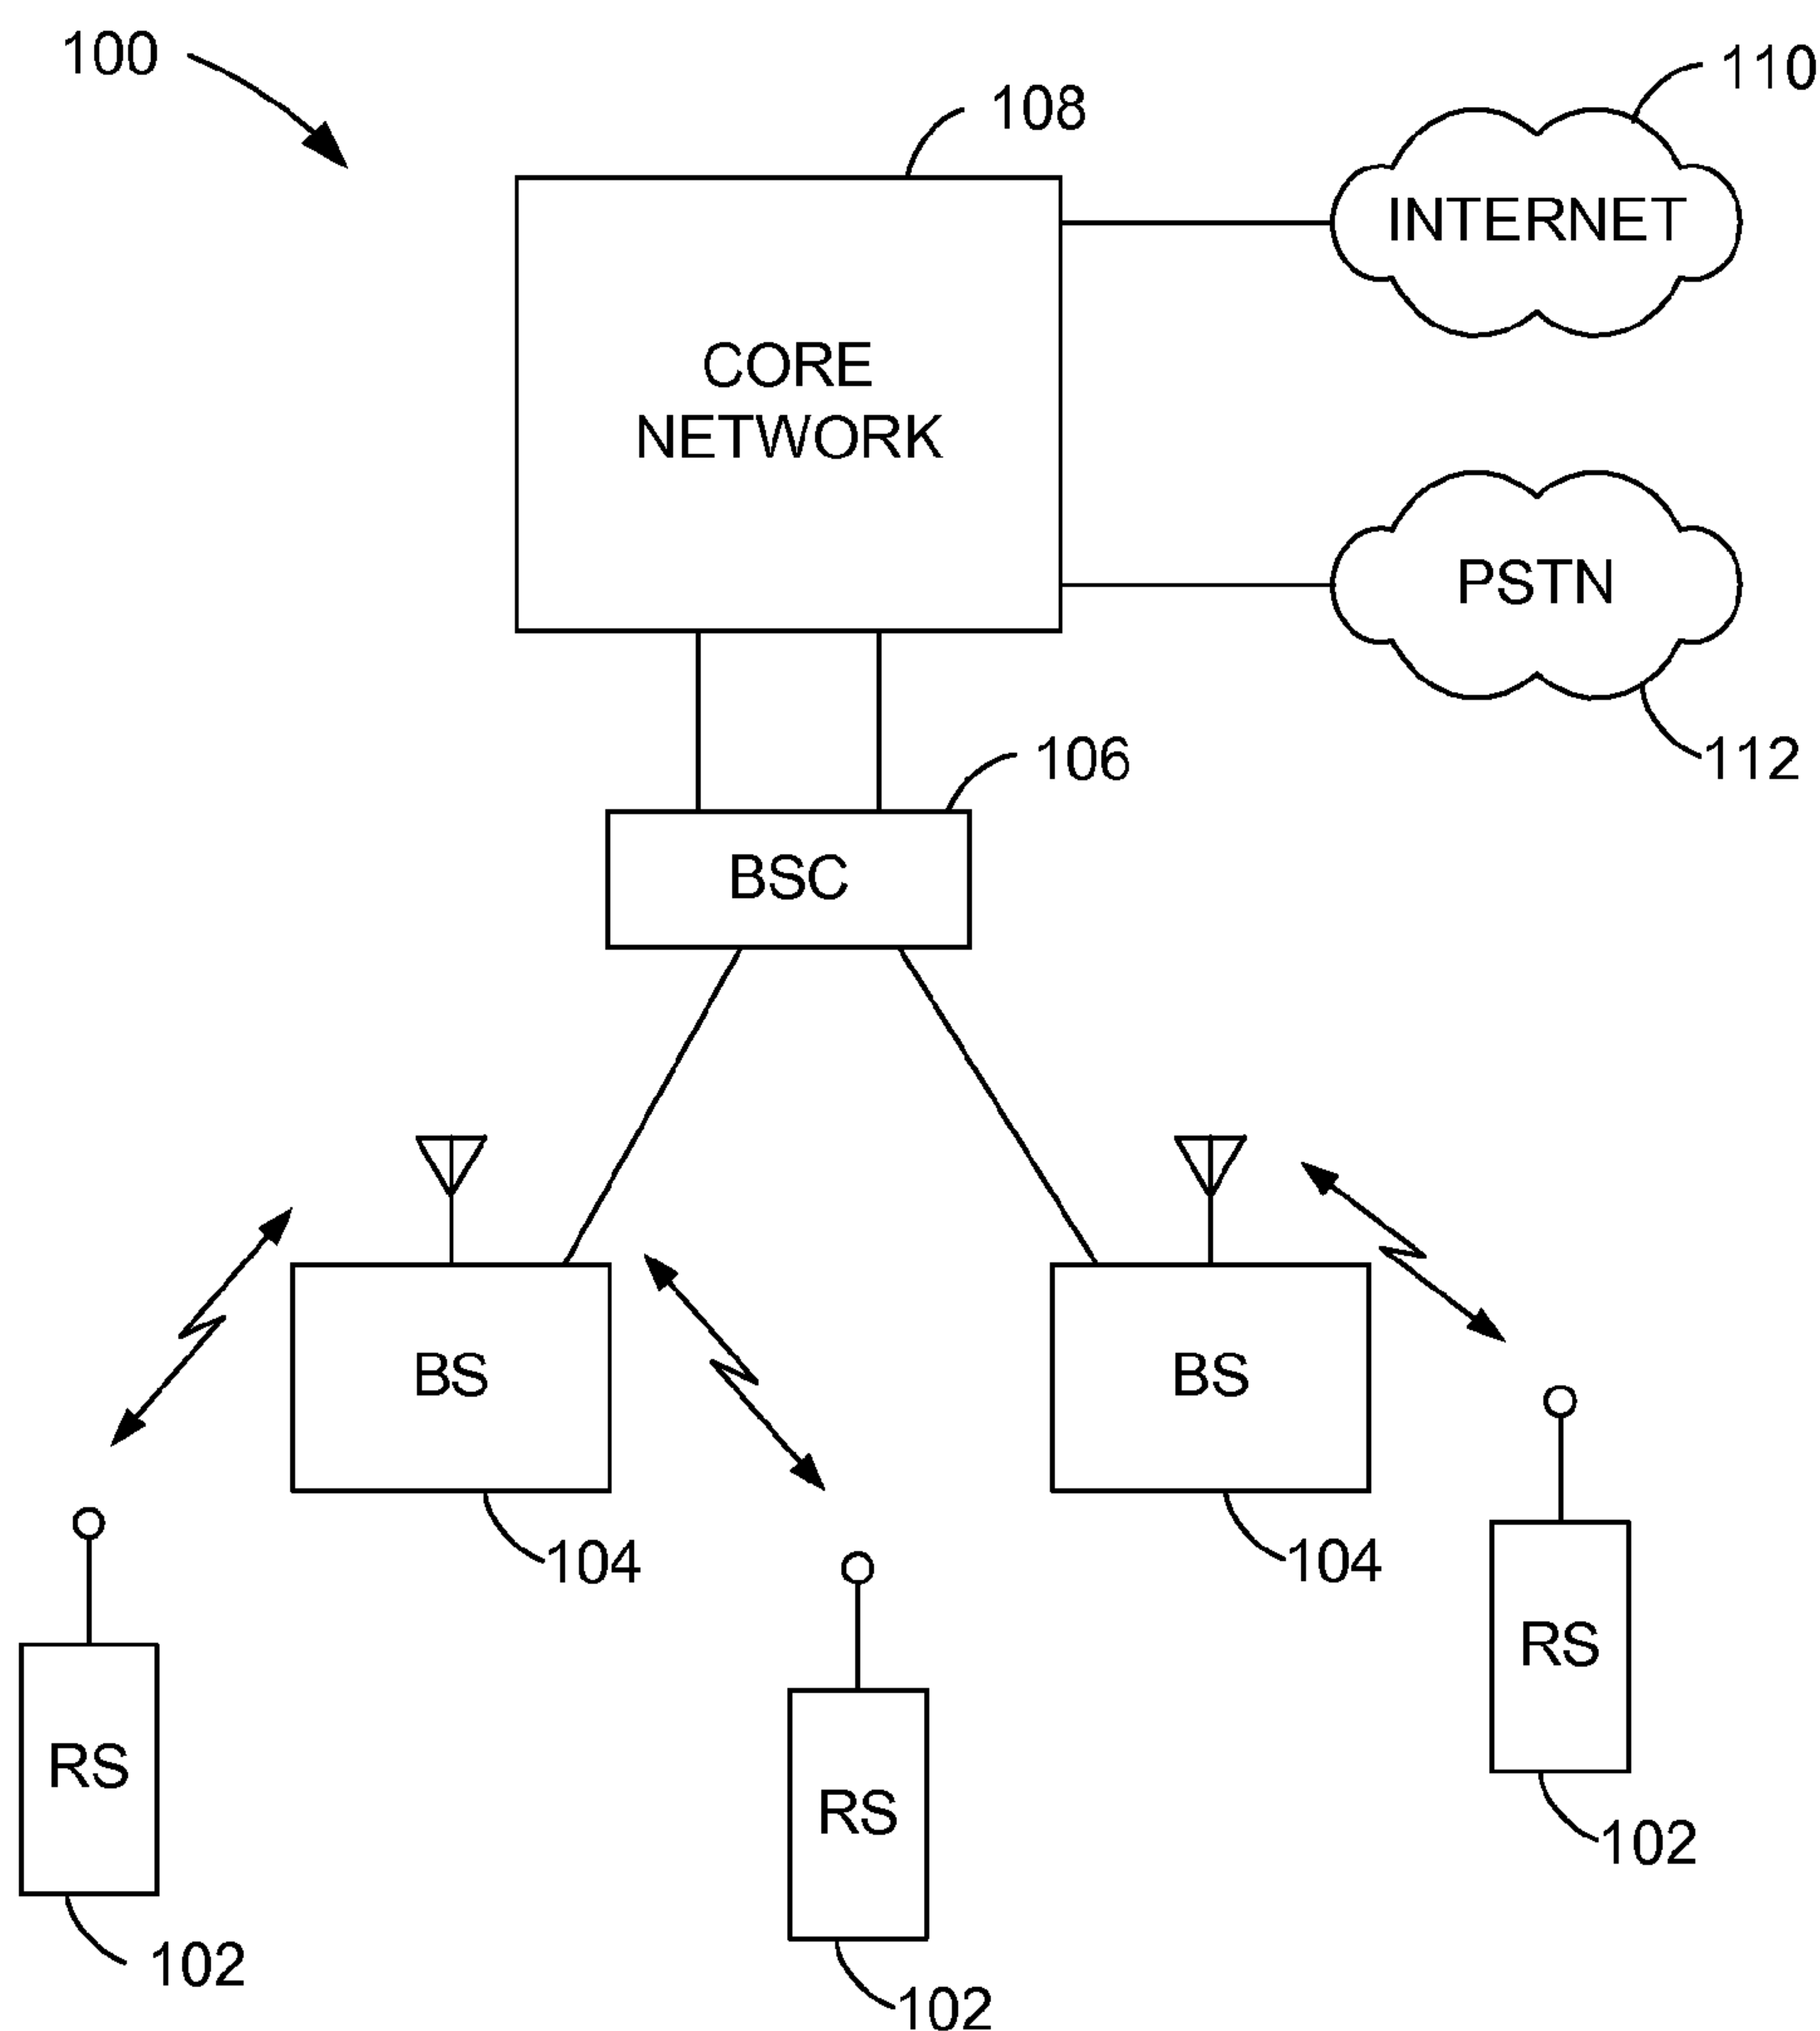 100
108
110
INTERNET
CORE
NETWORK
PSTN
112
106
BSC
BS
BS
104
104
RS
RS
RS
102
102
102